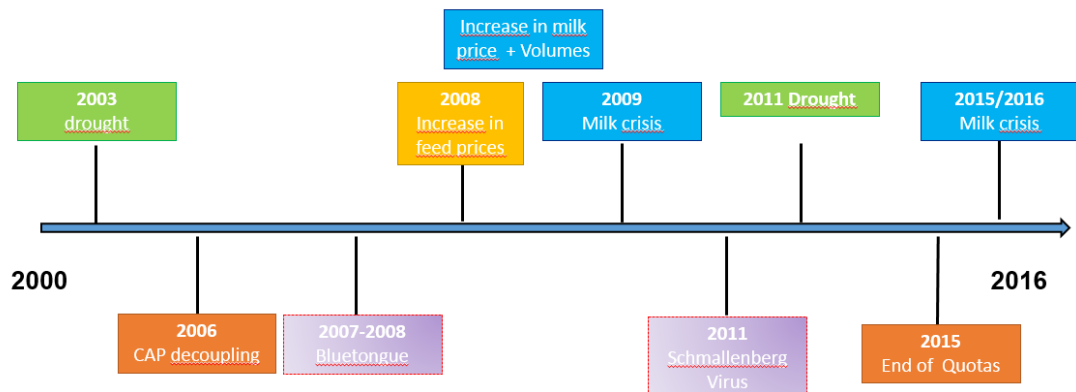 Increase in milk
price + Volumes
2003
drought
2008
Increase in
feed prices
2009
Milk crisis
2011 Drought
2015/2016
Milk crisis
2000
2016
2006
CAP decoupling
2007-2008
Bluetongue
2011
Schmallenberg
Virus
2015
End of Quotas